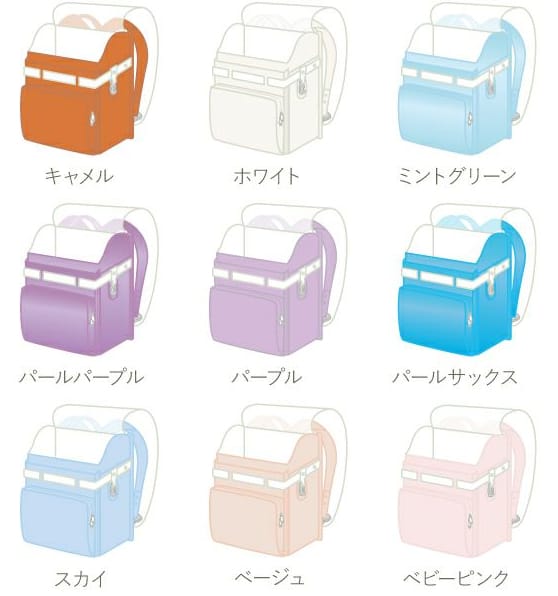 キャメル
ホワイト
ミントグリーン
パールパープル
パープル
パールサックス
スカイ
ベージュ
ベビーピンク